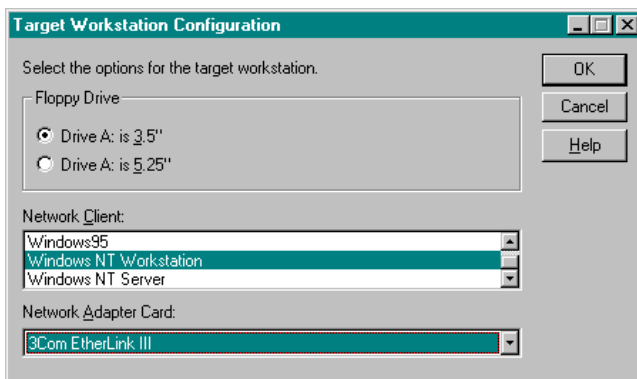 Target Workstation Configuration
Select the options for the target workstation.
OK
Floppy Drive
Cancel
Drive A: is 3.5"
Help
Drive A: is 5.25"
Network Client:
Windows95
Windows NT Workstation
Windows NT Server
Network Adapter Card:
3Com EtherLink III